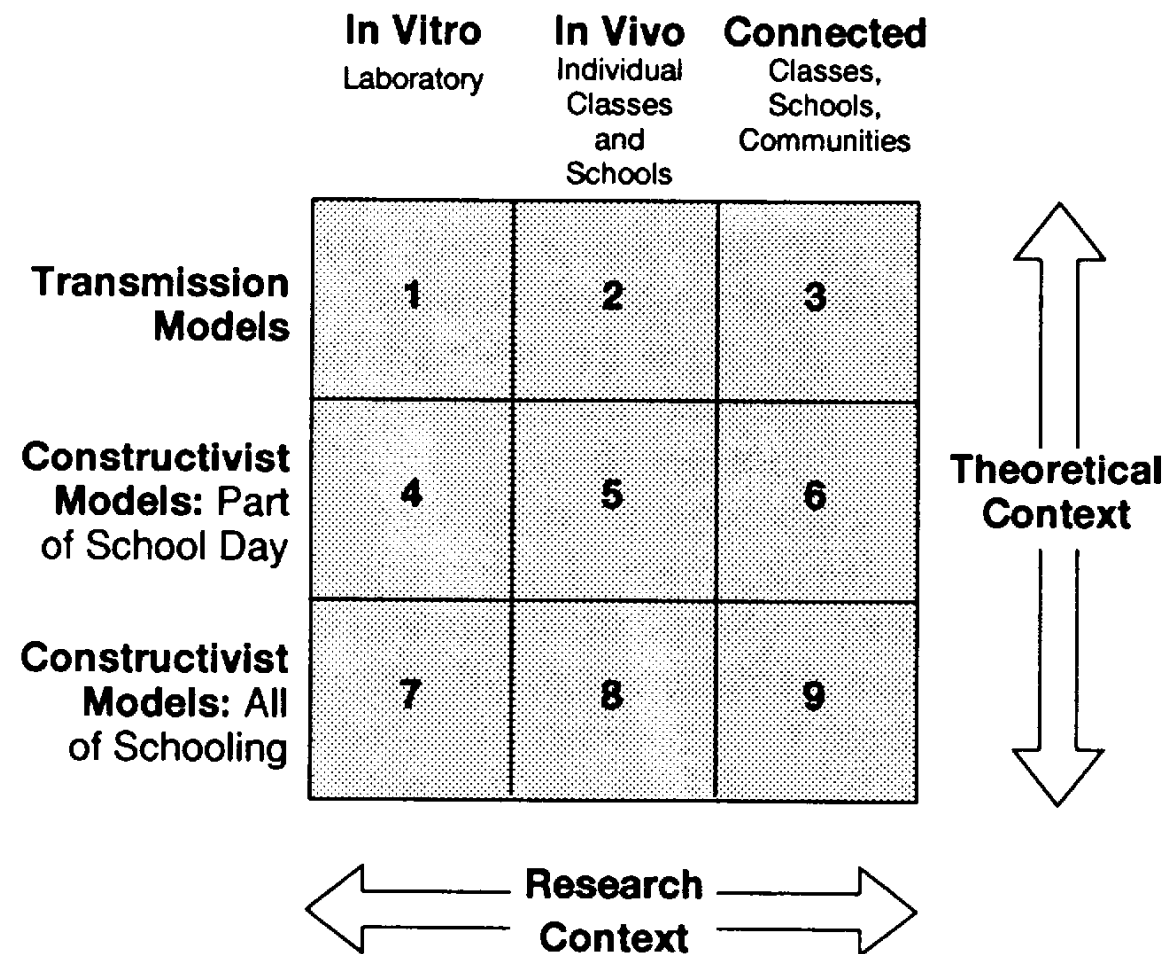 In Vitro
Laboratory
In Vivo
Individual
Classes
and
Schools
Connected
Classes,
Schools,
Communities
Transmission
Models
1
2
3
Constructivist
Models: Part
of School Day
4
5
6
Constructivist
Models: All
of Schooling
7
8
9
Theoretical
Context
Research
Context